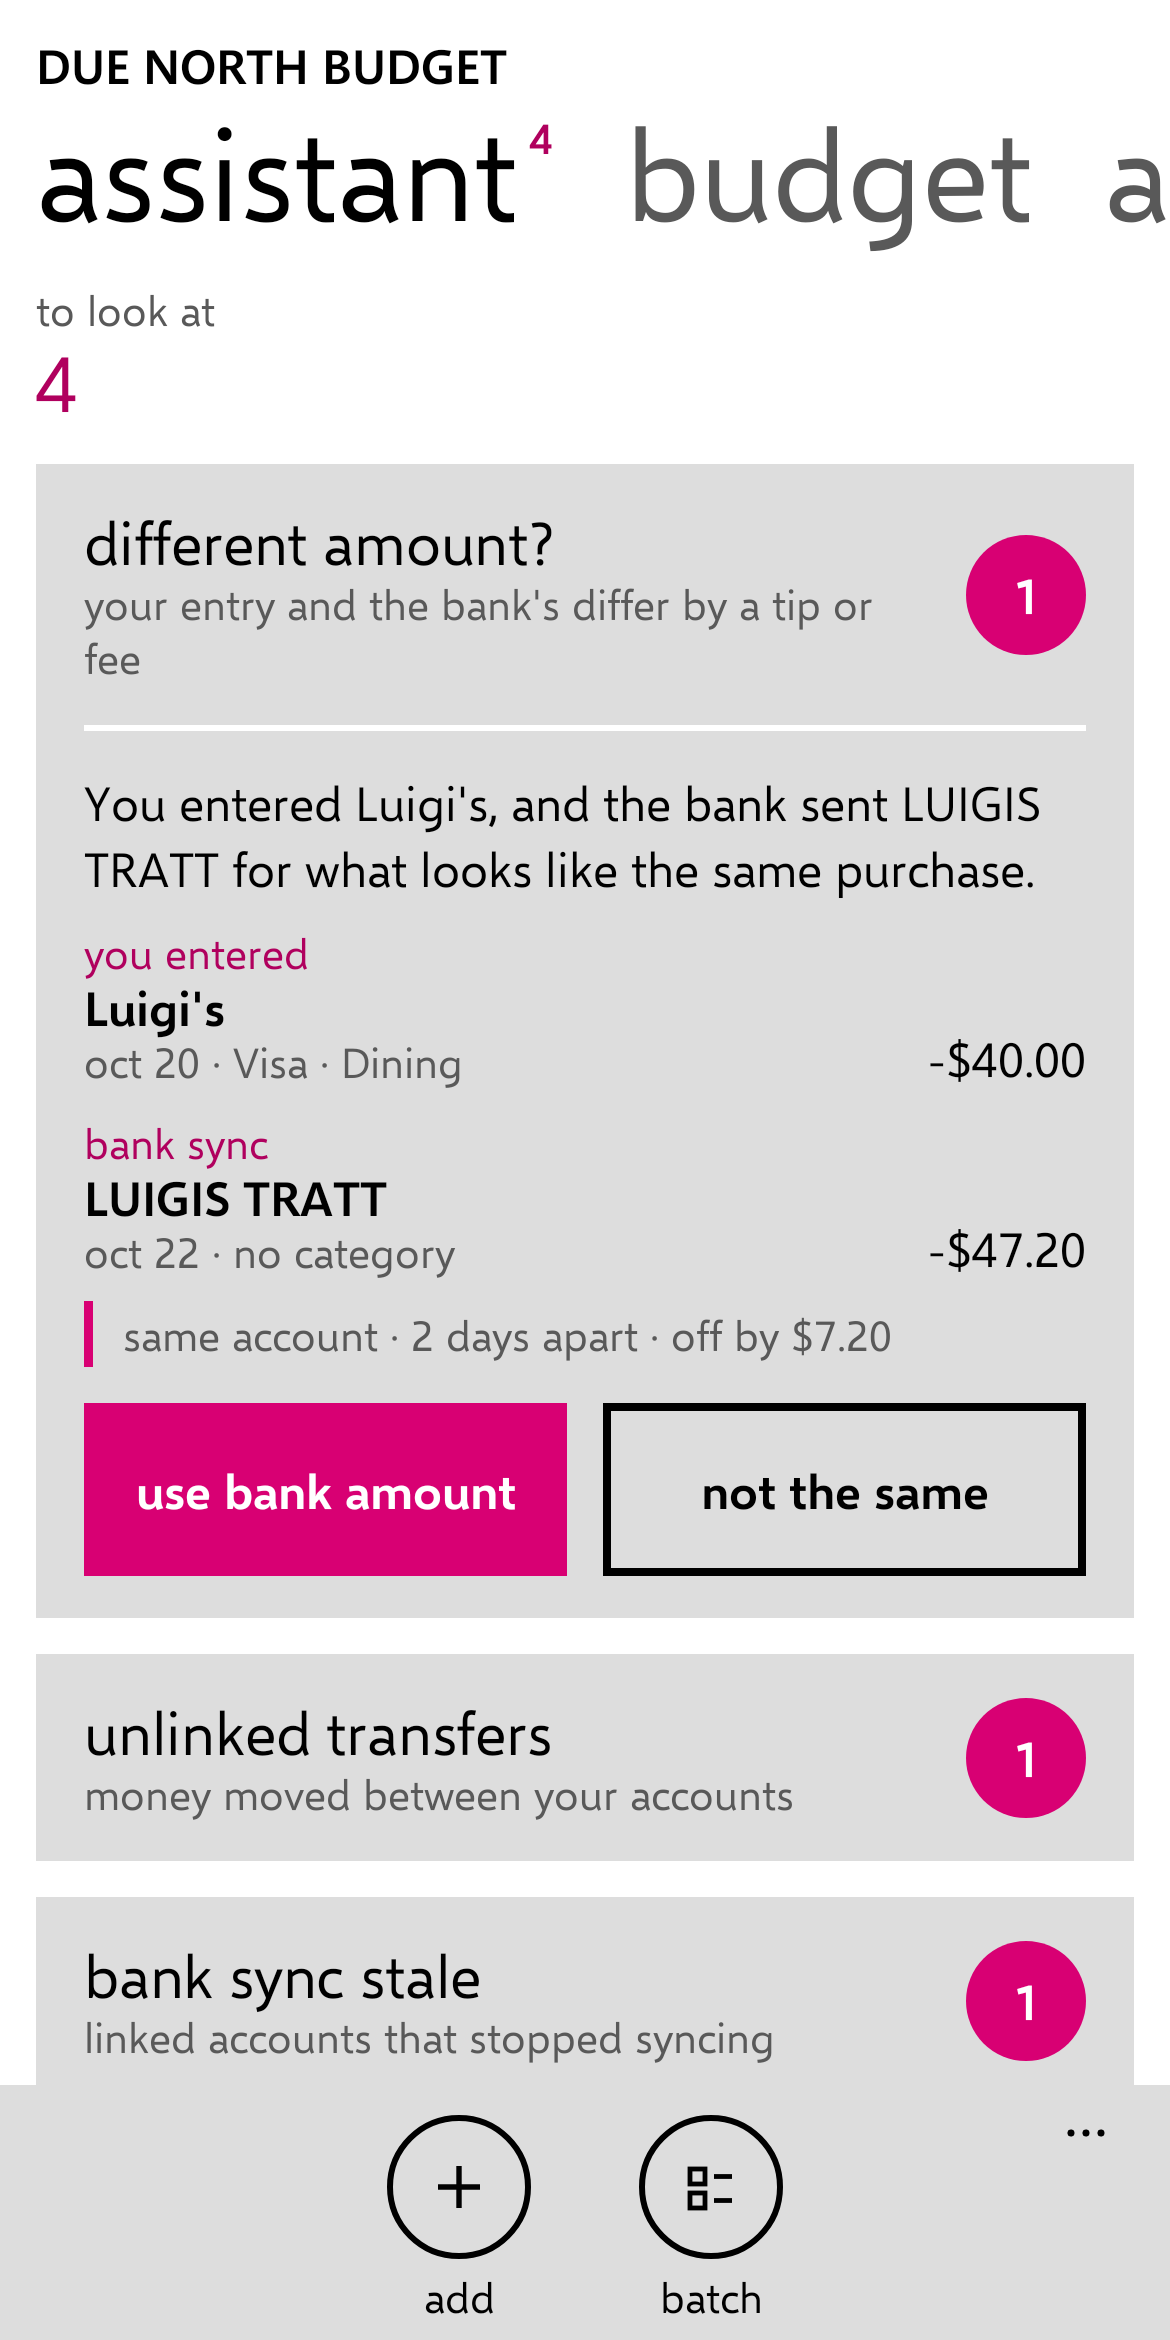 DUE NORTH BUDGET
assistant 4 budget a
to look at
4
different amount?
your entry and the bank's differ by a tip or
fee
1
You entered Luigi's, and the bank sent LUIGIS
TRATT for what looks like the same purchase.
you entered
Luigi's
oct 20 · Visa · Dining
-$40.00
bank sync
LUIGIS TRATT
oct 22 · no category
-$47.20
same account · 2 days apart · off by $7.20
use bank amount
not the same
unlinked transfers
money moved between your accounts
1
bank sync stale
linked accounts that stopped syncing
1
...
add
batch